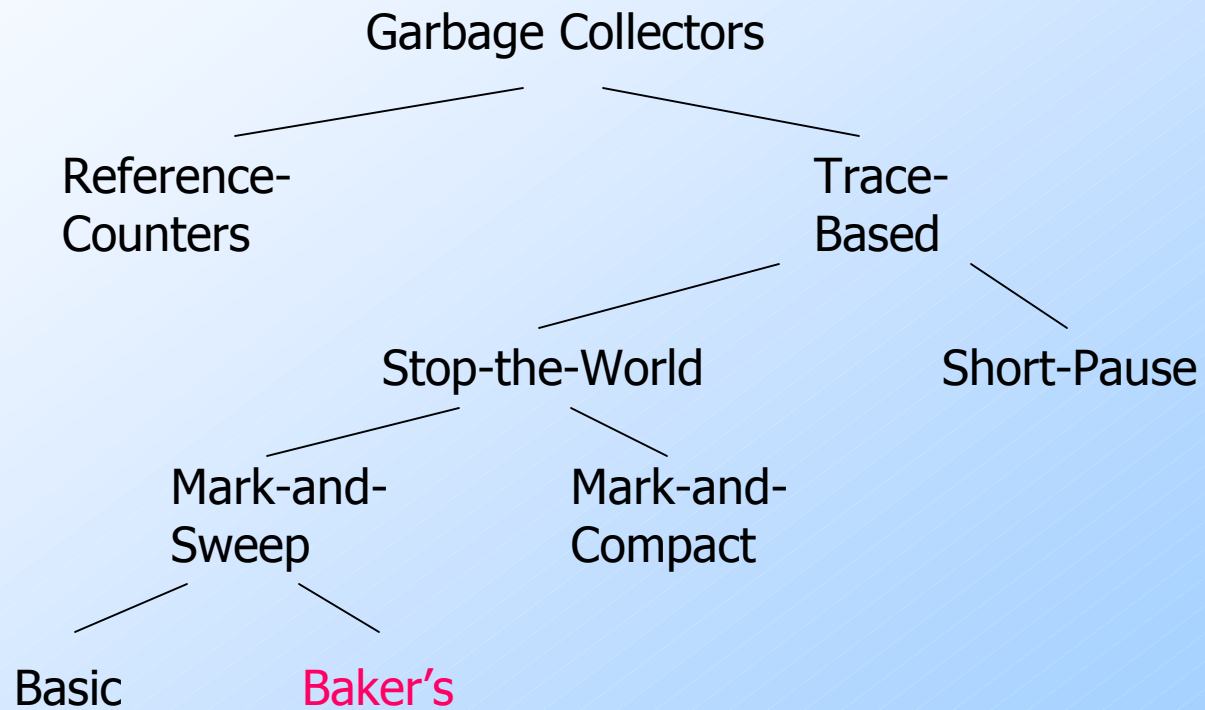 Garbage Collectors
Reference-
Counters
Trace-
Based
Stop-the-World
Short-Pause
Mark-and-
Sweep
Mark-and-
Compact
Basic
Baker’s